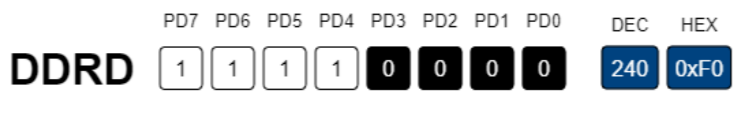 PD7 PD6 PD5 PD4 PD3 PD2 PD1 PD0 DEC HEX
DDRD 1 1 1 1 0 0 0 0 240 0xF0